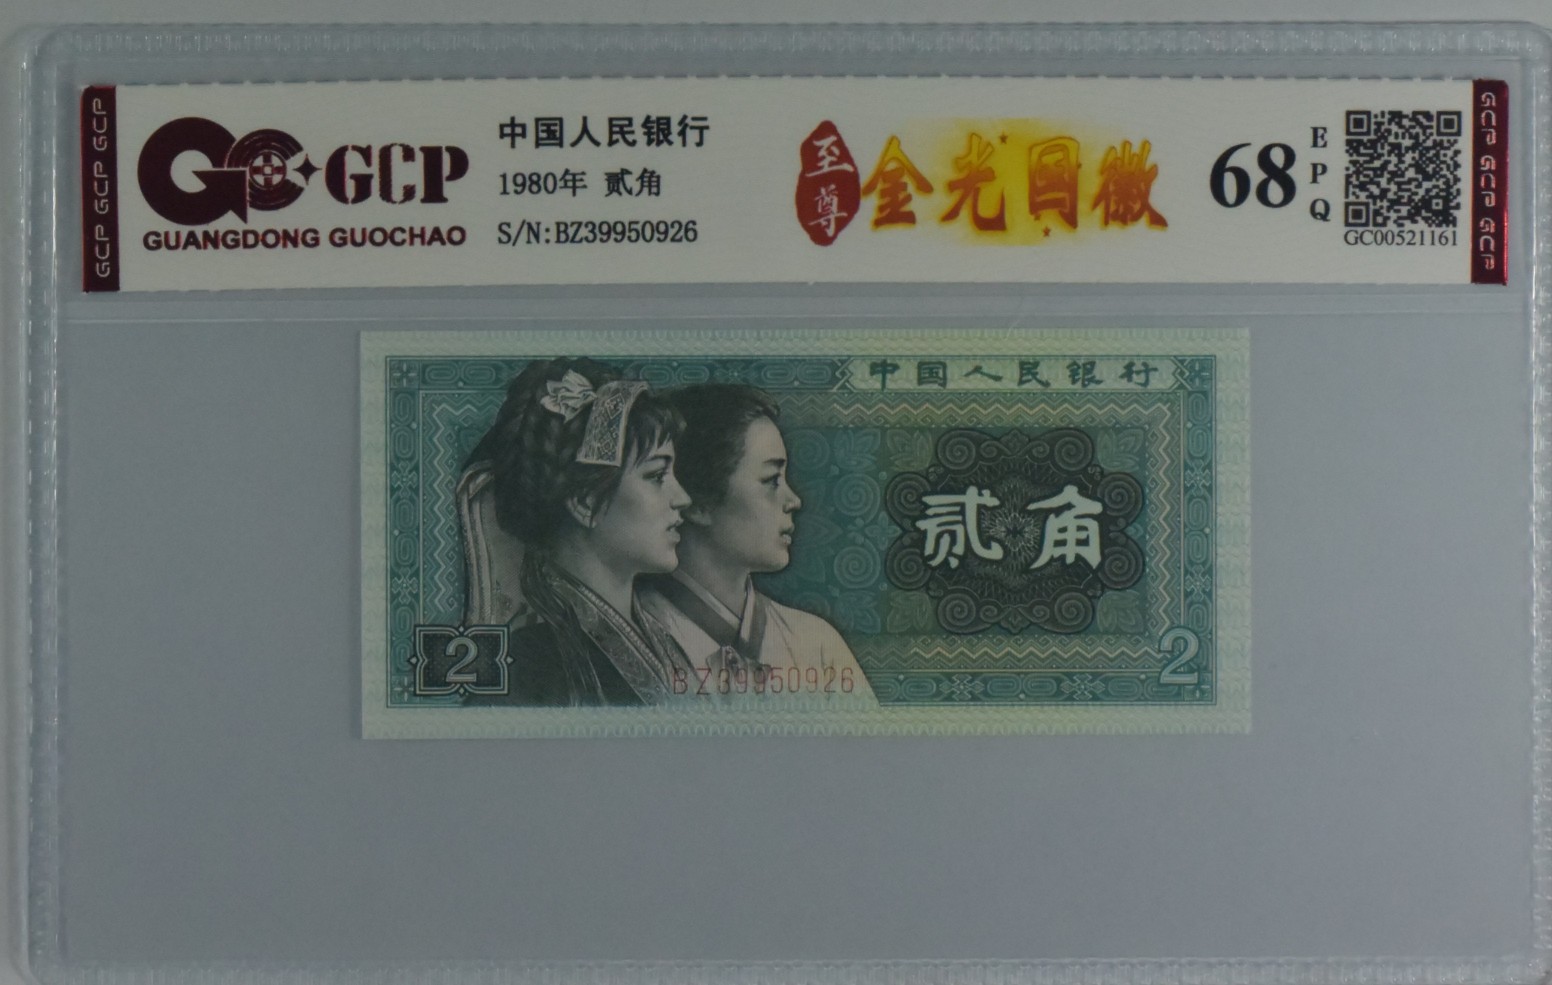 GCP GCP GCP
GCP
GUANGDONG GUOCHAO
中国人民银行
1980年 贰角
S/N:BZ39950926
至尊
金光国徽
68
EPQ
GC00521161
GCP GCP GCP
中国人民银行
贰角
2
BZ39950926
2